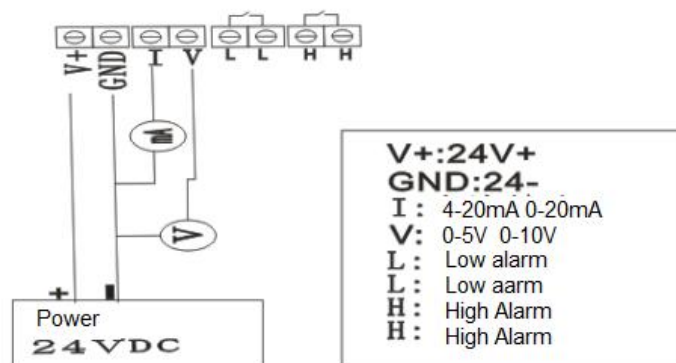 V+ GND I V L L H H
mA
V
+ -
Power
24VDC
V+:24V+
GND:24-
I: 4-20mA 0-20mA
V: 0-5V 0-10V
L: Low alarm
L: Low aarm
H: High Alarm
H: High Alarm